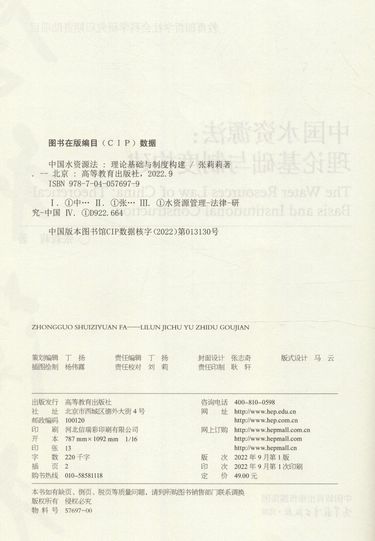 图书在版编目（CIP）数据
中国水资源法：理论基础与制度构建 / 张莉莉著
. -- 北京：高等教育出版社，2022.9
ISBN 978-7-04-057697-9
Ⅰ.①中… Ⅱ.①张… Ⅲ.①水资源管理-法律-研
究-中国 Ⅳ.①D922.664
中国版本图书馆CIP数据核字(2022)第013130号
ZHONGGUO SHUIZIYUAN FA——LILUN JICHU YU ZHIDU GOUJIAN
策划编辑 丁 扬 责任编辑 丁 扬 封面设计 张志奇 版式设计 马 云
插图绘制 杨伟露 责任校对 刘 莉 责任印制 耿 轩
出版发行 高等教育出版社
社 址 北京市西城区德外大街4号
邮政编码 100120
印 刷 河北信瑞彩印刷有限公司
开 本 787 mm×1092 mm 1/16
印 张 13
字 数 220千字
插 页 2
购书热线 010-58581118
咨询电话 400-810-0598
网 址 http://www.hep.edu.cn
http://www.hep.com.cn
网上订购 http://www.hepmall.com.cn
http://www.hepmall.com
http://www.hepmall.cn
版 次 2022年9月第1版
印 次 2022年9月第1次印刷
定 价 49.00元
本书如有缺页、倒页、脱页等质量问题，请到所购图书销售部门联系调换
版权所有 侵权必究
物 料 号 57697-00